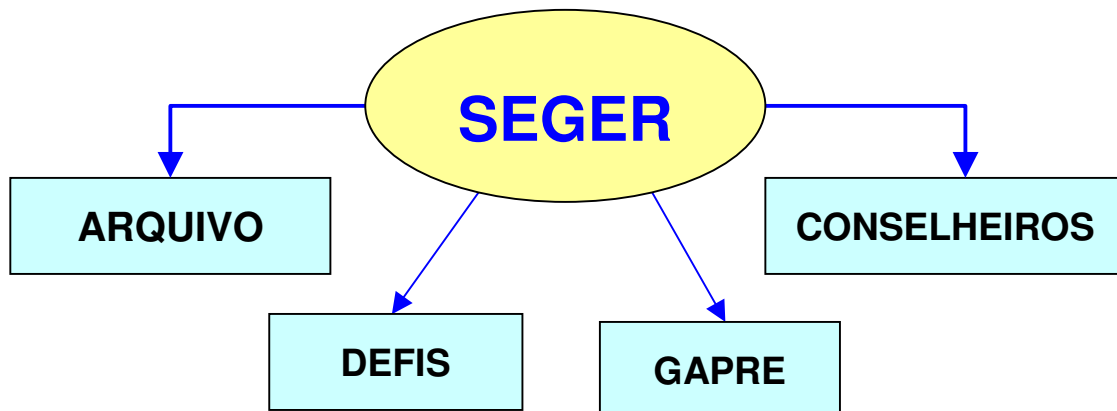 SEGER
ARQUIVO
CONSELHEIROS
DEFIS
GAPRE